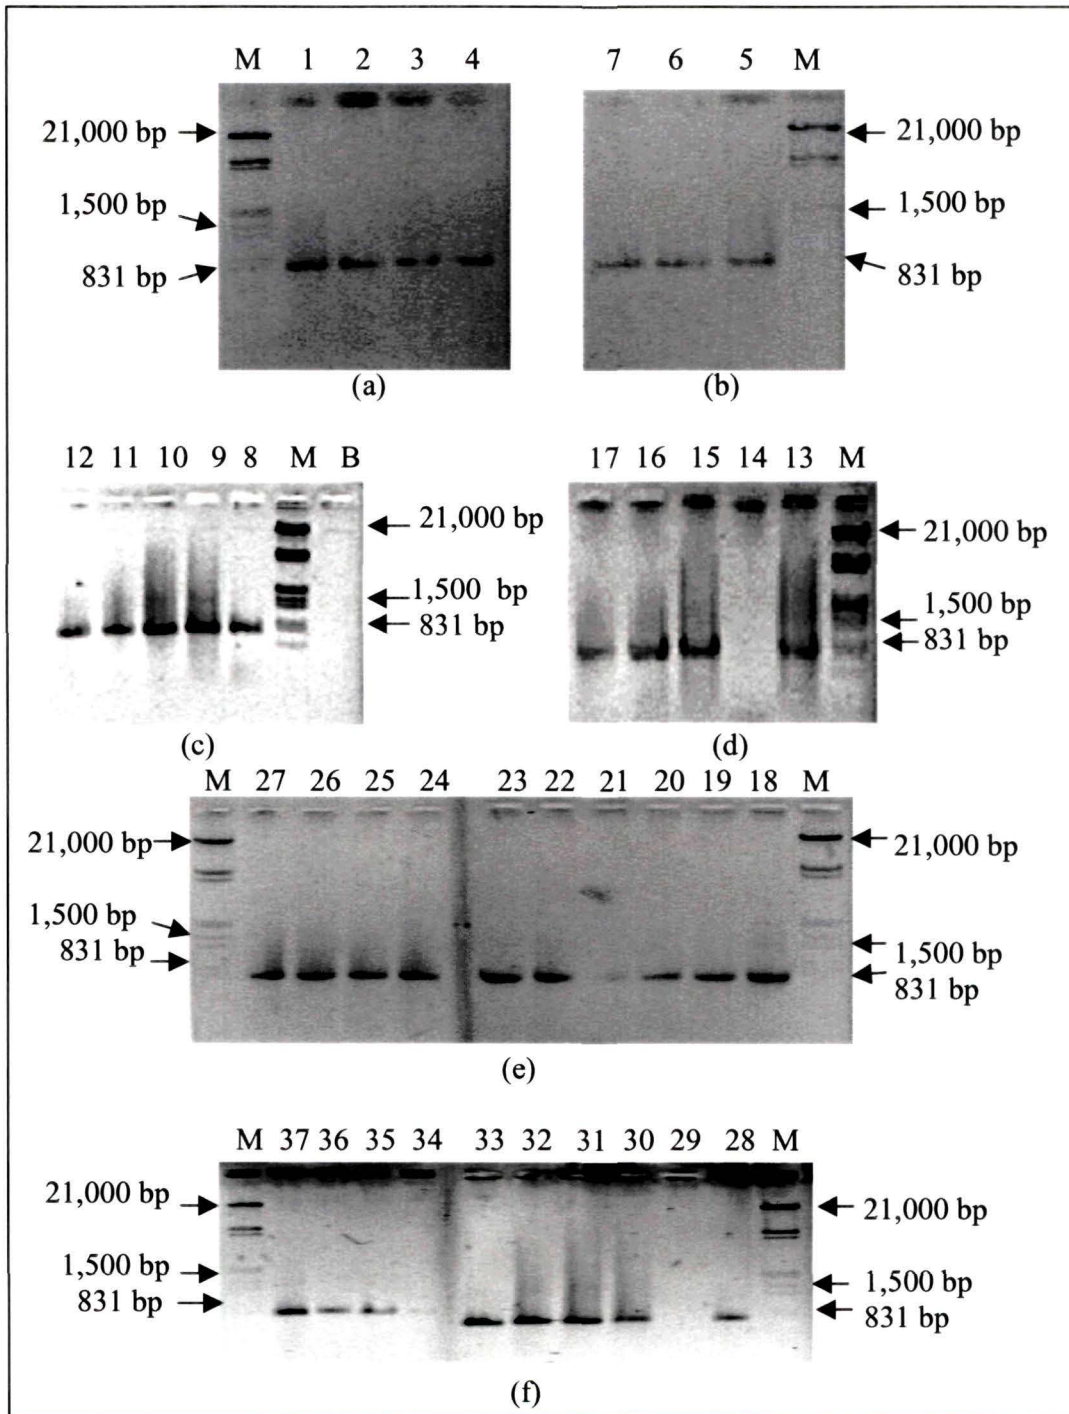 M 1 2 3 4
21,000 bp
1,500 bp
831 bp
(a)
7 6 5 M
21,000 bp
1,500 bp
831 bp
(b)
12 11 10 9 8 M B
21,000 bp
1,500 bp
831 bp
(c)
17 16 15 14 13 M
21,000 bp
1,500 bp
831 bp
(d)
M 27 26 25 24 23 22 21 20 19 18 M
21,000 bp
1,500 bp
831 bp
21,000 bp
1,500 bp
831 bp
(e)
M 37 36 35 34 33 32 31 30 29 28 M
21,000 bp
1,500 bp
831 bp
21,000 bp
1,500 bp
831 bp
(f)